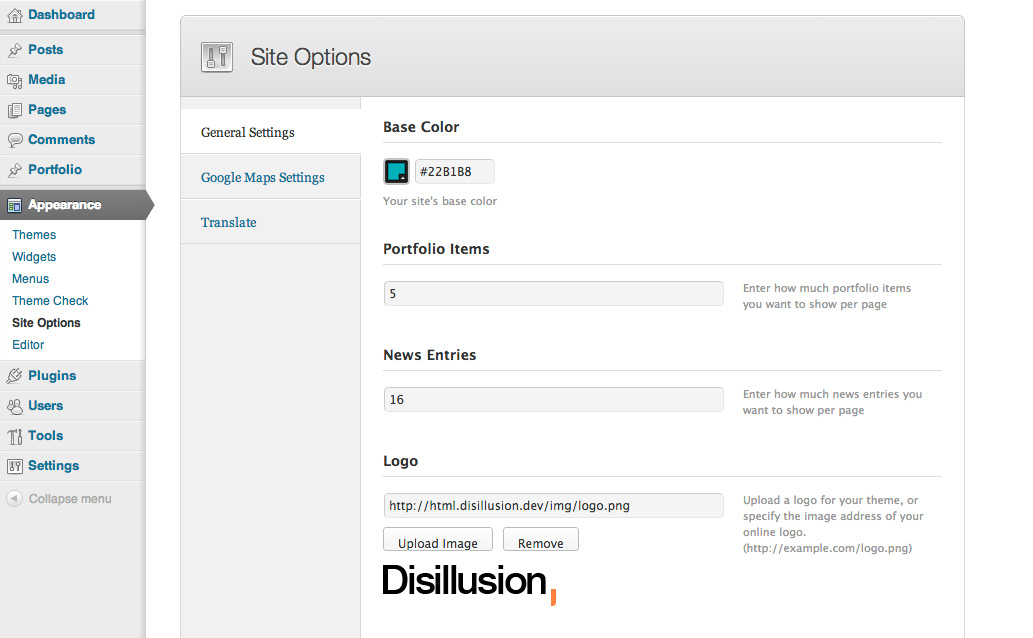 Dashboard
Posts
Media
Pages
Comments
Portfolio
Appearance
Themes
Widgets
Menus
Theme Check
Site Options
Editor
Plugins
Users
Tools
Settings
Collapse menu
Site Options
General Settings
Google Maps Settings
Translate
Base Color
#22B1B8
Your site's base color
Portfolio Items
5
Enter how much portfolio items
you want to show per page
News Entries
16
Enter how much news entries you
want to show per page
Logo
http://html.disillusion.dev/img/logo.png
Upload a logo for your theme, or
specify the image address of your
online logo.
(http://example.com/logo.png)
Upload Image
Remove
Disillusion,